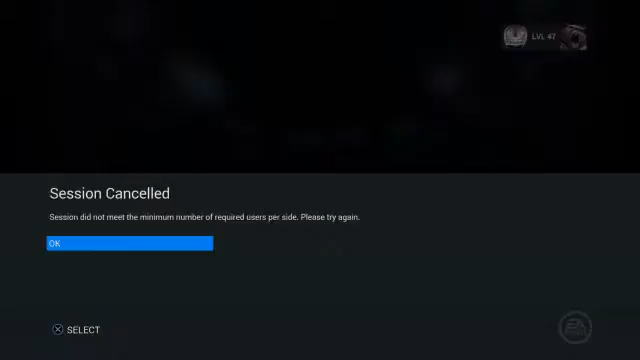 LVL 47
Session Cancelled
Session did not meet the minimum number of required users per side. Please try again.
OK
SELECT
EA